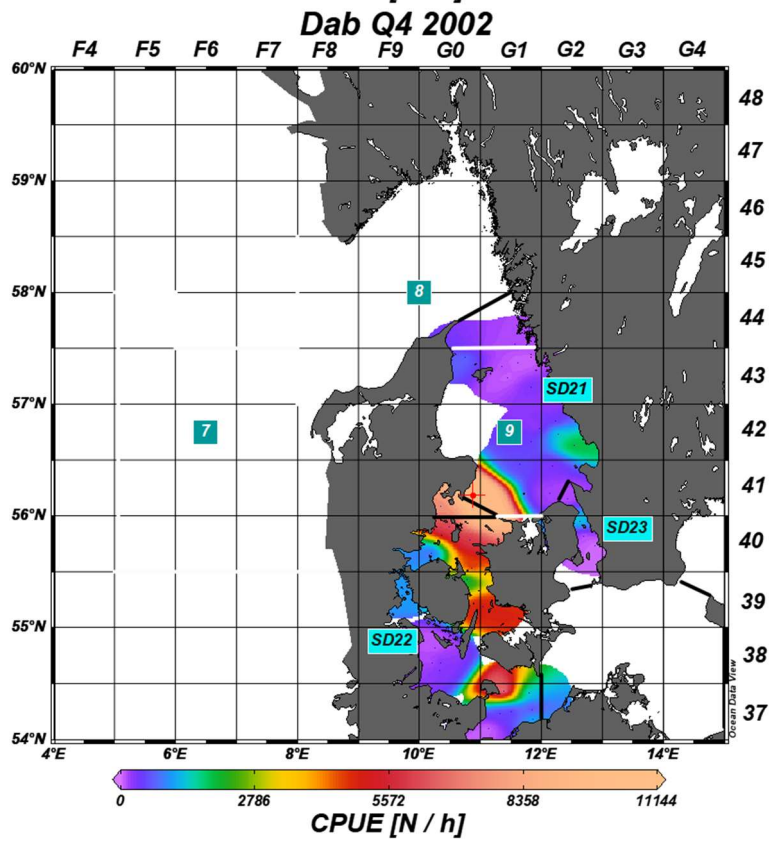 Dab Q4 2002
F4 F5 F6 F7 F8 F9 G0 G1 G2 G3 G4
60°N
48
47
59°N
46
45
58°N
8
44
43
SD21
57°N
7
9
42
41
56°N
SD23
40
39
55°N
SD22
38
37
54°N
Ocean Data View
4°E 6°E 8°E 10°E 12°E 14°E
0 2786 5572 8358 11144
CPUE [N / h]